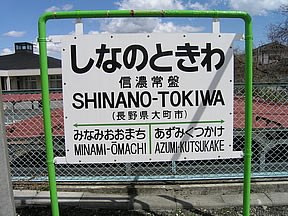 しなのときわ
信濃常盤
SHINANO-TOKIWA
(長野県大町市)
みなみおおまち あずみくつかけ
MINAMI-ŌMACHI AZUMI-KUTSUKAKE